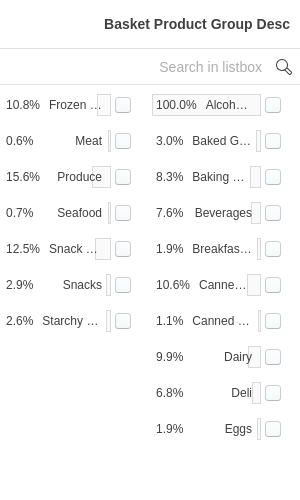 Basket Product Group Desc
Search in listbox
10.8% Frozen ...
100.0% Alcoh...
0.6% Meat
3.0% Baked G...
15.6% Produce
8.3% Baking ...
0.7% Seafood
7.6% Beverages
12.5% Snack ...
1.9% Breakfas...
2.9% Snacks
10.6% Canne...
2.6% Starchy ...
1.1% Canned ...
9.9% Dairy
6.8% Deli
1.9% Eggs